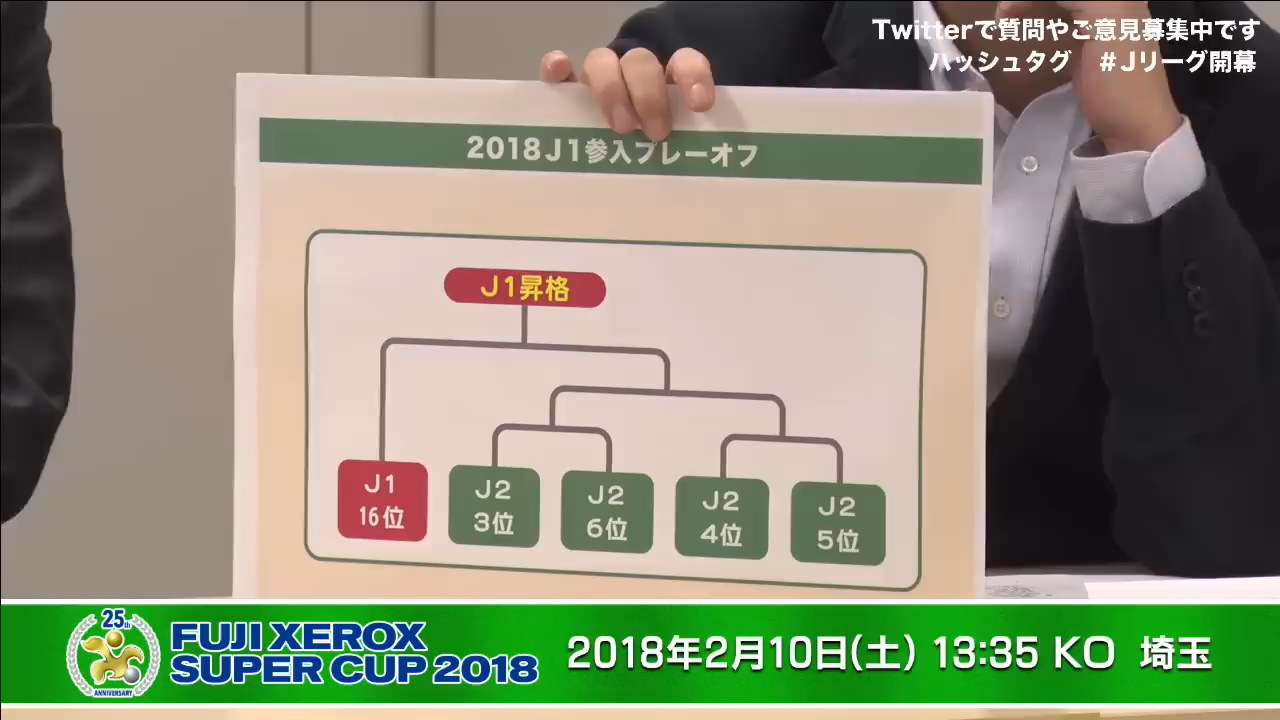 Twitterで質問やご意見募集中です
ハッシュタグ #Jリーグ開幕
2018J1参入プレーオフ
J1昇格
J1
16位
J2
3位
J2
6位
J2
4位
J2
5位
25th
ANNIVERSARY
FUJI XEROX
SUPER CUP 2018
2018年2月10日(土) 13:35 KO 埼玉